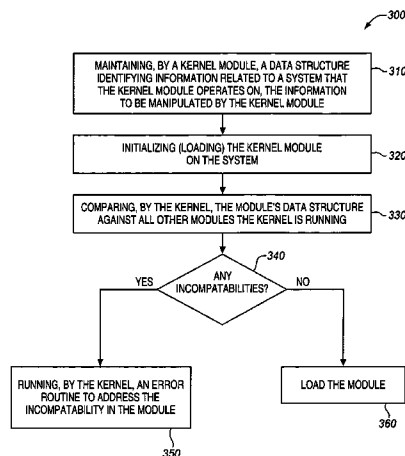 300
MAINTAINING, BY A KERNEL MODULE, A DATA STRUCTURE
IDENTIFYING INFORMATION RELATED TO A SYSTEM THAT
THE KERNEL MODULE OPERATES ON, THE INFORMATION
TO BE MANIPULATED BY THE KERNEL MODULE
310
INITIALIZING (LOADING) THE KERNEL MODULE
ON THE SYSTEM
320
COMPARING, BY THE KERNEL, THE MODULE'S DATA STRUCTURE
AGAINST ALL OTHER MODULES THE KERNEL IS RUNNING
330
340
YES
ANY
INCOMPATABILITIES?
NO
RUNNING, BY THE KERNEL, AN ERROR
ROUTINE TO ADDRESS THE
INCOMPATABILITY IN THE MODULE
350
LOAD THE MODULE
360